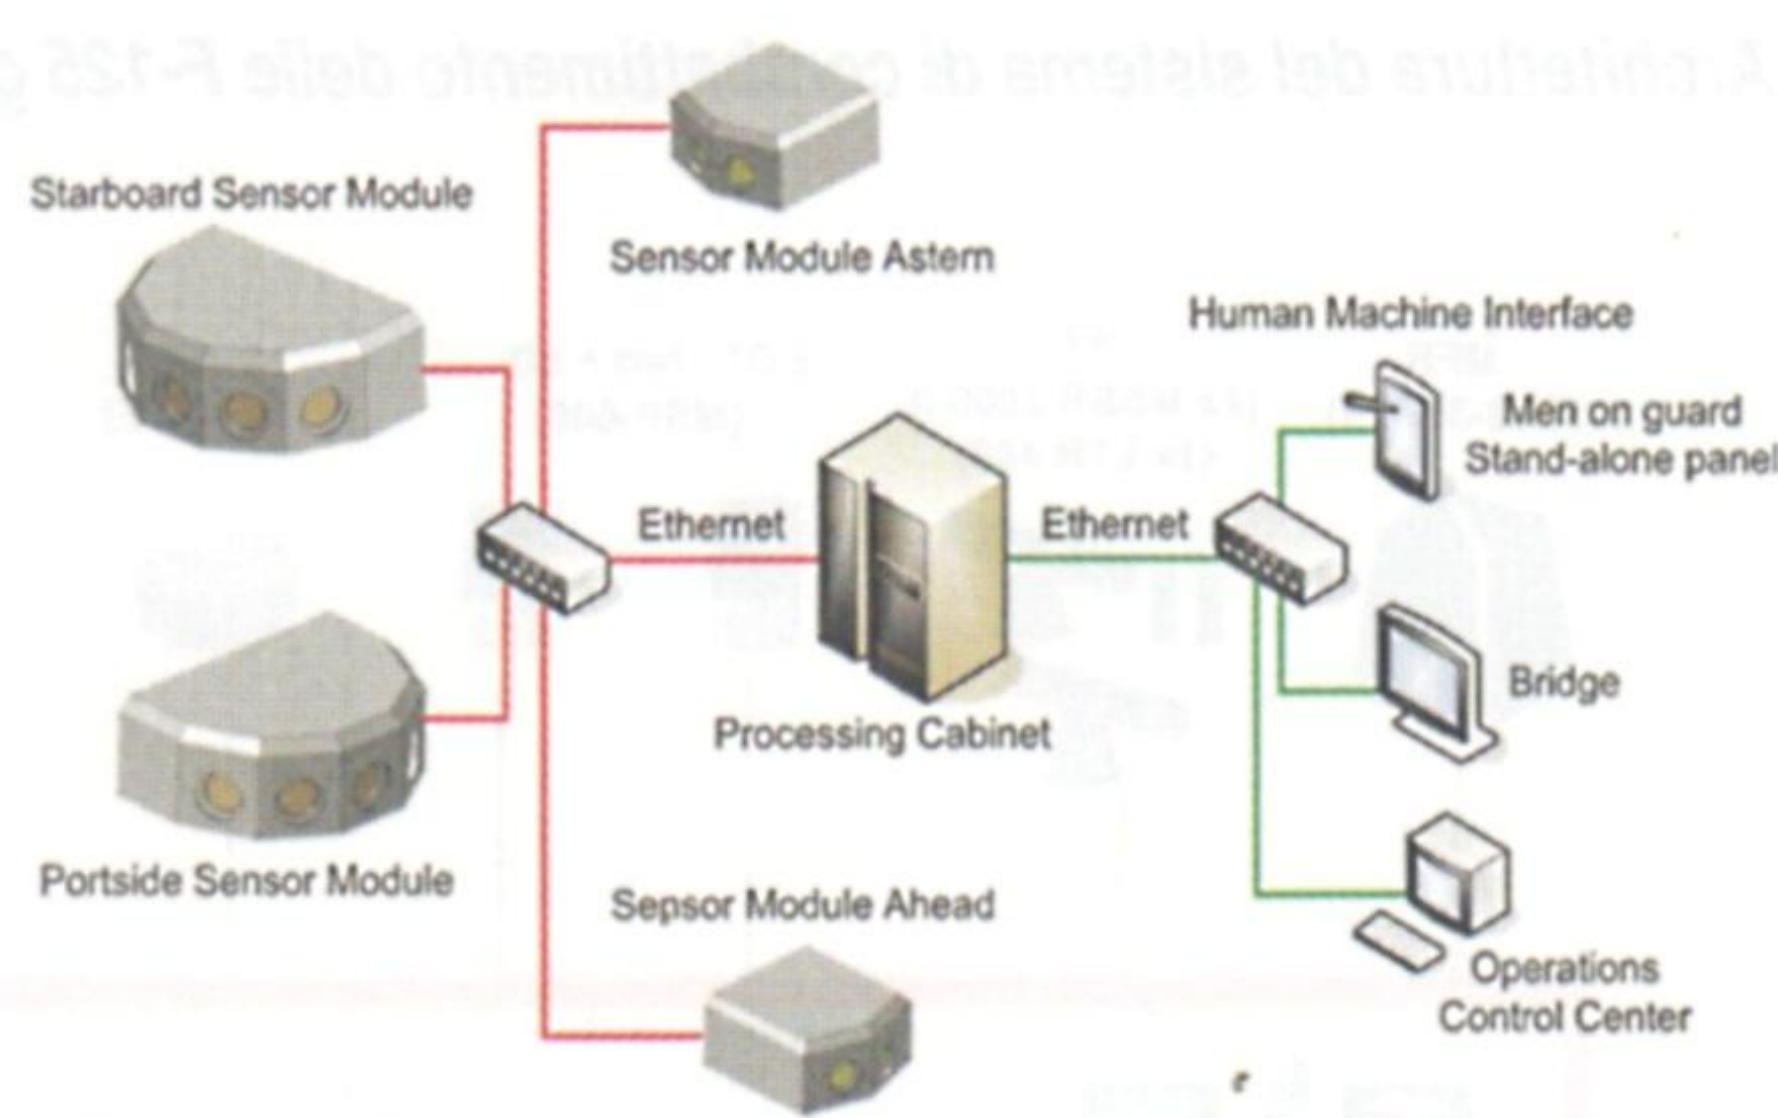 Starboard Sensor Module
Sensor Module Astern
Human Machine Interface
Men on guard
Stand-alone panel
Ethernet
Ethernet
Bridge
Processing Cabinet
Portside Sensor Module
Sepsor Module Ahead
Operations
Control Center